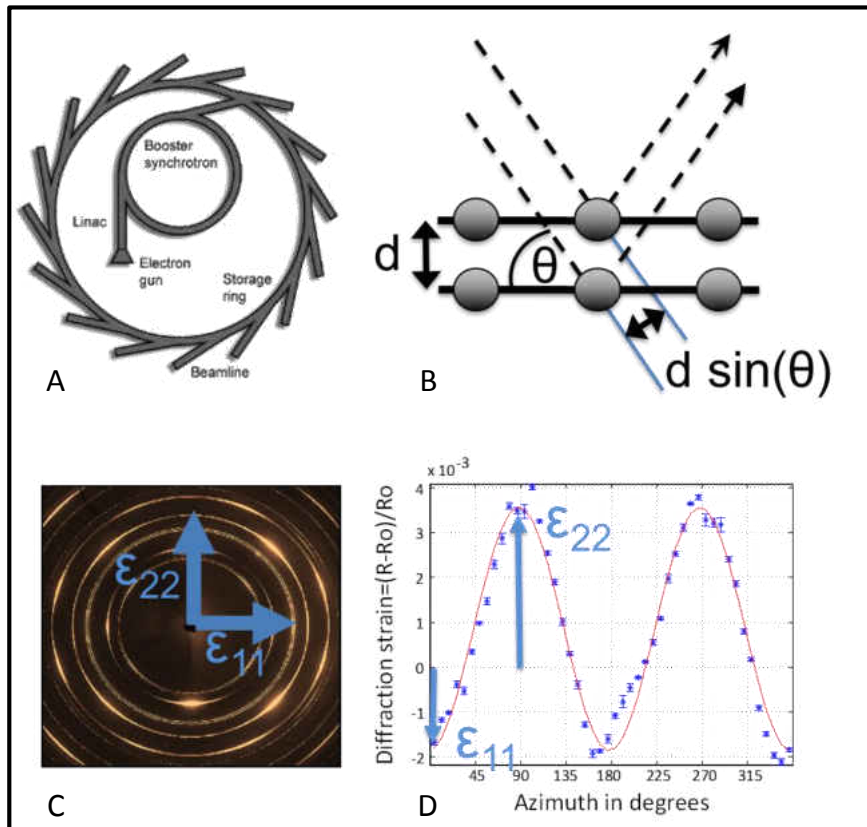 Booster
synchrotron
Linac
Electron
gun
Storage
ring
Beamline
A
d
θ
d sin(θ)
B
ε22
ε11
C
x 10-3
4
3
2
1
0
-1
-2
Diffraction strain=(R-Ro)/Ro
ε22
ε11
45 90 135 180 225 270 315
Azimuth in degrees
D